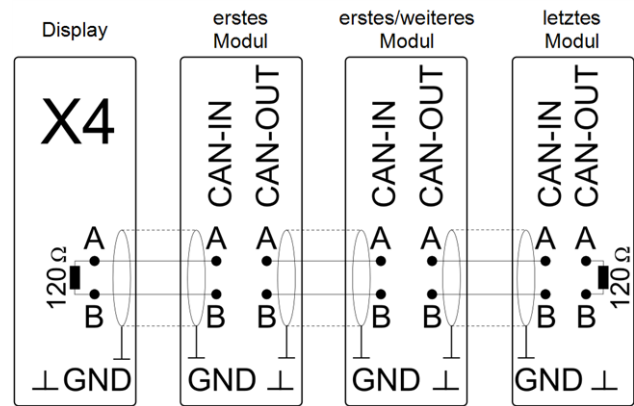 Display
erstes
Modul
erstes/weiteres
Modul
letztes
Modul
X4
CAN-IN
CAN-OUT
CAN-IN
CAN-OUT
CAN-IN
CAN-OUT
120 Ω
A
A
A
A
A
A
A
B
B
B
B
B
B
B
120 Ω
⊥ GND
GND ⊥
GND ⊥
GND ⊥